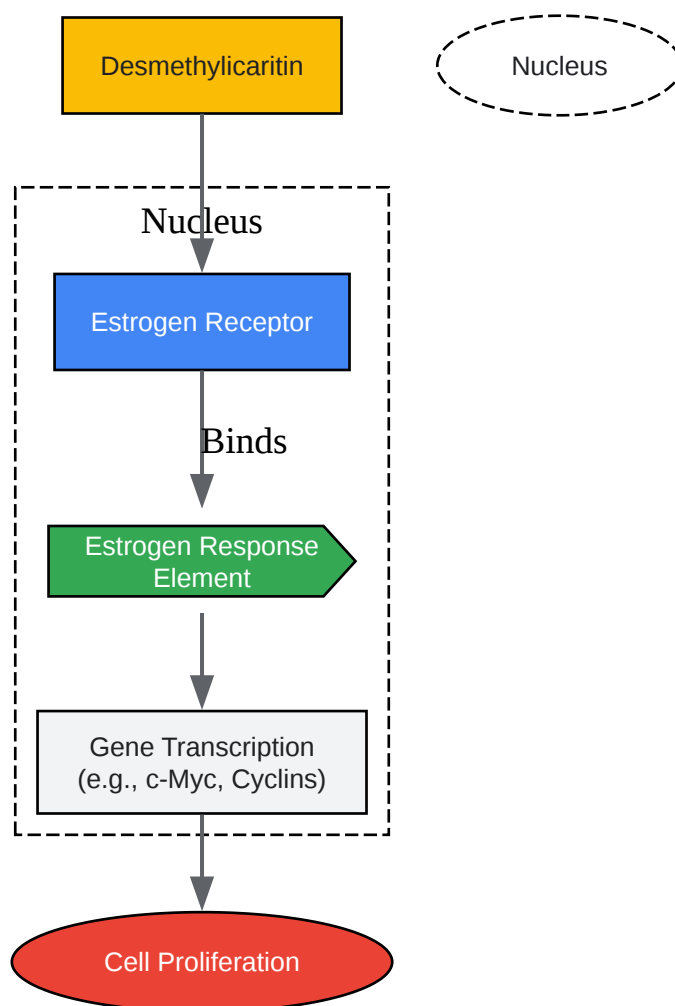 Desmethylicaritin
Nucleus
Nucleus
Estrogen Receptor
Binds
Estrogen Response
Element
Gene Transcription
(e.g., c-Myc, Cyclins)
Cell Proliferation